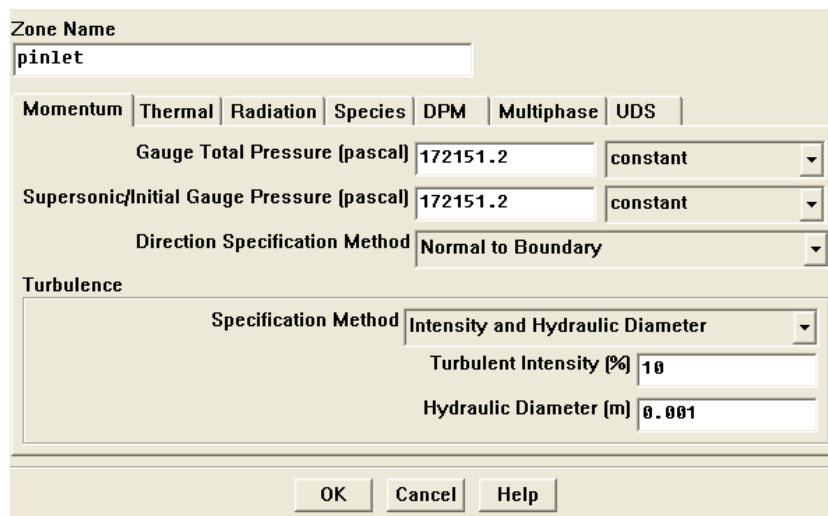 Zone Name
pinlet
Momentum Thermal Radiation Species DPM Multiphase UDS
Gauge Total Pressure (pascal) 172151.2 constant
Supersonic/Initial Gauge Pressure (pascal) 172151.2 constant
Direction Specification Method Normal to Boundary
Turbulence
Specification Method Intensity and Hydraulic Diameter
Turbulent Intensity (%) 10
Hydraulic Diameter (m) 0.001
OK Cancel Help